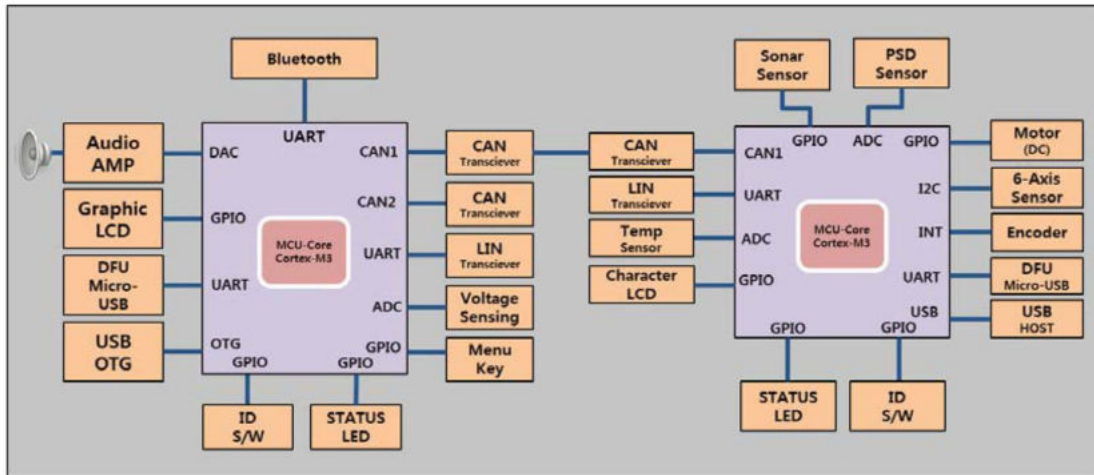 Bluetooth
UART
Audio
AMP
DAC
Graphic
LCD
GPIO
DFU
Micro-
USB
UART
USB
OTG
OTG
GPIO
ID
S/W
GPIO
STATUS
LED
MCU-Core
Cortex-M3
CAN1
CAN
Transciever
CAN2
CAN
Transciever
UART
LIN
Transciever
ADC
Voltage
Sensing
GPIO
Menu
Key
Sonar
Sensor
GPIO
PSD
Sensor
ADC
CAN
Transciever
CAN1
LIN
Transciever
UART
Temp
Sensor
ADC
Character
LCD
GPIO
MCU-Core
Cortex-M3
GPIO
Motor
(DC)
I2C
6-Axis
Sensor
INT
Encoder
UART
DFU
Micro-USB
USB
USB
HOST
GPIO
STATUS
LED
GPIO
ID
S/W